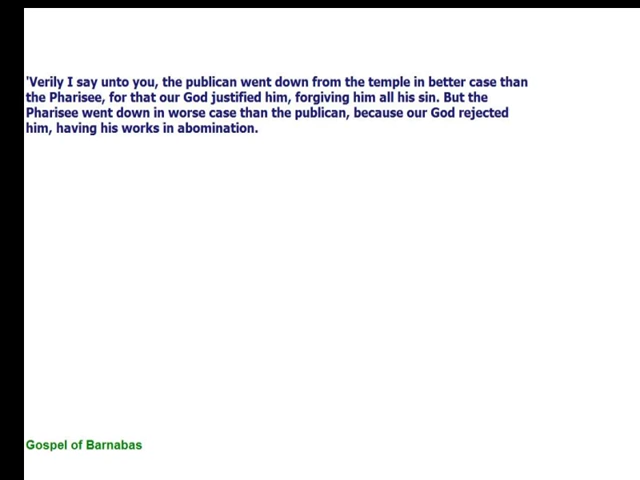 'Verily I say unto you, the publican went down from the temple in better case than
the Pharisee, for that our God justified him, forgiving him all his sin. But the
Pharisee went down in worse case than the publican, because our God rejected
him, having his works in abomination.
Gospel of Barnabas